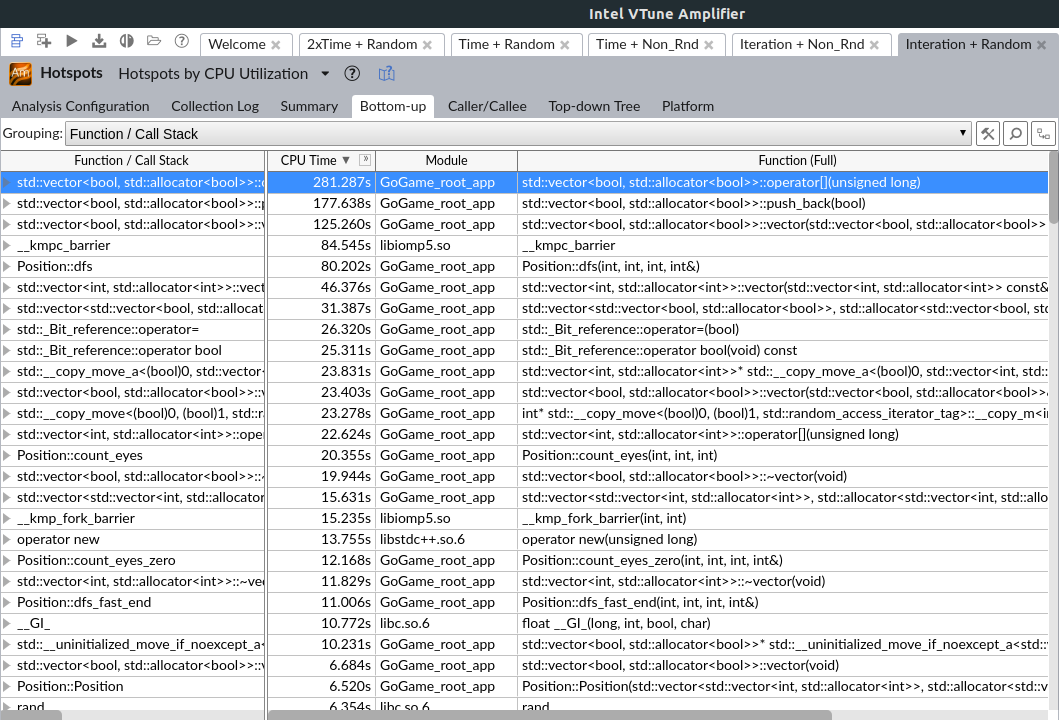 Intel VTune Amplifier
Welcome 2xTime + Random Time + Random Time + Non_Rnd Iteration + Non_Rnd Interation + Random
Hotspots Hotspots by CPU Utilization
Analysis Configuration Collection Log Summary Bottom-up Caller/Callee Top-down Tree Platform
Grouping: Function / Call Stack
Function / Call Stack CPU Time Module Function (Full)
std::vector<bool, std::allocator<bool>>::o 281.287s GoGame_root_app std::vector<bool, std::allocator<bool>>::operator[](unsigned long)
std::vector<bool, std::allocator<bool>>::p 177.638s GoGame_root_app std::vector<bool, std::allocator<bool>>::push_back(bool)
std::vector<bool, std::allocator<bool>>::v 125.260s GoGame_root_app std::vector<bool, std::allocator<bool>>::vector(std::vector<bool, std::allocator<bool>>
__kmpc_barrier 84.545s libiomp5.so __kmpc_barrier
Position::dfs 80.202s GoGame_root_app Position::dfs(int, int, int, int&)
std::vector<int, std::allocator<int>>::vect 46.376s GoGame_root_app std::vector<int, std::allocator<int>>::vector(std::vector<int, std::allocator<int>> const&
std::vector<std::vector<bool, std::allocat 31.387s GoGame_root_app std::vector<std::vector<bool, std::allocator<bool>>, std::allocator<std::vector<bool, std
std::_Bit_reference::operator= 26.320s GoGame_root_app std::_Bit_reference::operator=(bool)
std::_Bit_reference::operator bool 25.311s GoGame_root_app std::_Bit_reference::operator bool(void) const
std::__copy_move_a<(bool)0, std::vector< 23.831s GoGame_root_app std::vector<int, std::allocator<int>>* std::__copy_move_a<(bool)0, std::vector<int, std::
std::vector<bool, std::allocator<bool>>::v 23.403s GoGame_root_app std::vector<bool, std::allocator<bool>>::vector(std::vector<bool, std::allocator<bool>>&
std::__copy_move<(bool)0, (bool)1, std::ra 23.278s GoGame_root_app int* std::__copy_move<(bool)0, (bool)1, std::random_access_iterator_tag>::__copy_m<in
std::vector<int, std::allocator<int>>::oper 22.624s GoGame_root_app std::vector<int, std::allocator<int>>::operator[](unsigned long)
Position::count_eyes 20.355s GoGame_root_app Position::count_eyes(int, int, int)
std::vector<bool, std::allocator<bool>>::~ 19.944s GoGame_root_app std::vector<bool, std::allocator<bool>>::~vector(void)
std::vector<std::vector<int, std::allocator 15.631s GoGame_root_app std::vector<std::vector<int, std::allocator<int>>, std::allocator<std::vector<int, std::allo
__kmp_fork_barrier 15.235s libiomp5.so __kmp_fork_barrier(int, int)
operator new 13.755s libstdc++.so.6 operator new(unsigned long)
Position::count_eyes_zero 12.168s GoGame_root_app Position::count_eyes_zero(int, int, int, int&)
std::vector<int, std::allocator<int>>::~vec 11.829s GoGame_root_app std::vector<int, std::allocator<int>>::~vector(void)
Position::dfs_fast_end 11.006s GoGame_root_app Position::dfs_fast_end(int, int, int, int&)
__GI_ 10.772s libc.so.6 float __GI_(long, int, bool, char)
std::__uninitialized_move_if_noexcept_a< 10.231s GoGame_root_app std::vector<bool, std::allocator<bool>>* std::__uninitialized_move_if_noexcept_a<std::
std::vector<bool, std::allocator<bool>>::v 6.684s GoGame_root_app std::vector<bool, std::allocator<bool>>::vector(void)
Position::Position 6.520s GoGame_root_app Position::Position(std::vector<std::vector<int, std::allocator<int>>, std::allocator<std::v
rand 6.354s libc.so.6 rand